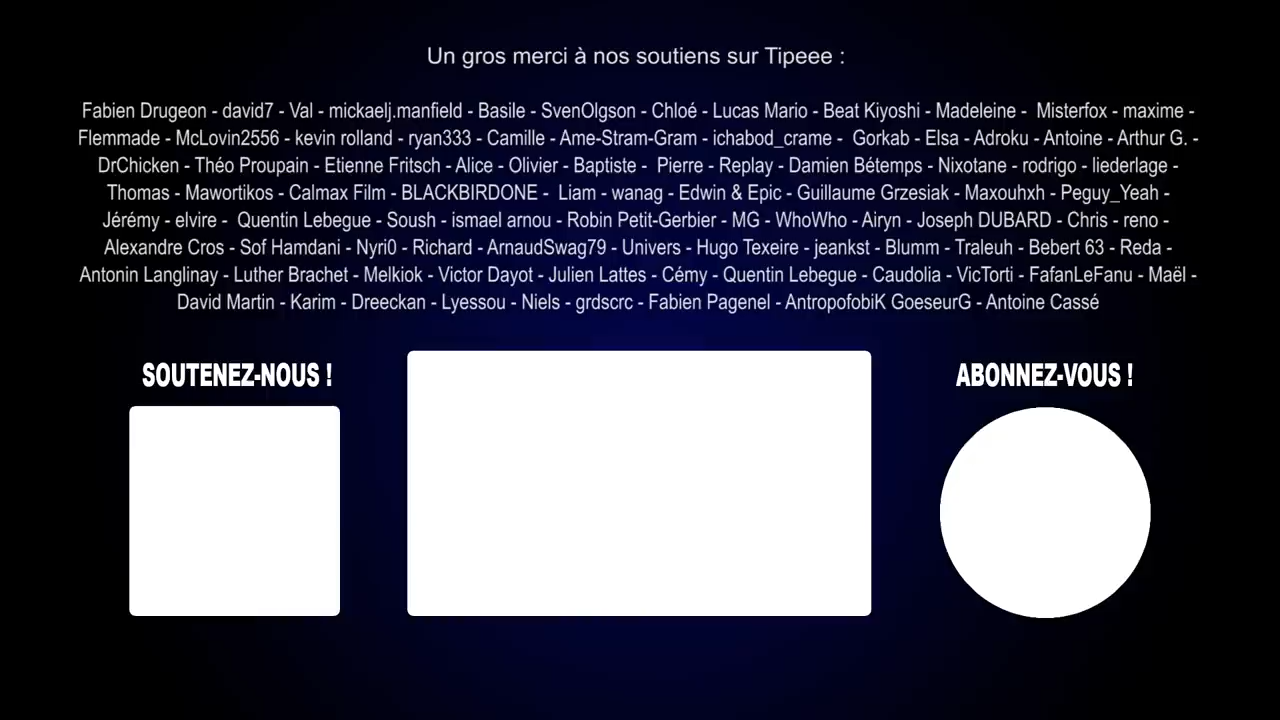 Un gros merci à nos soutiens sur Tipeee :
Fabien Drugeon - david7 - Val - mickaelj.manfield - Basile - SvenOlgson - Chloé - Lucas Mario - Beat Kiyoshi - Madeleine - Misterfox - maxime -
Flemmade - McLovin2556 - kevin rolland - ryan333 - Camille - Ame-Stram-Gram - ichabod_crame - Gorkab - Elsa - Adroku - Antoine - Arthur G. -
DrChicken - Théo Proupain - Etienne Fritsch - Alice - Olivier - Baptiste - Pierre - Replay - Damien Bétemps - Nixotane - rodrigo - liederlage -
Thomas - Mawortikos - Calmax Film - BLACKBIRDONE - Liam - wanag - Edwin & Epic - Guillaume Grzesiak - Maxouhxh - Peguy_Yeah -
Jérémy - elvire - Quentin Lebegue - Soush - ismael arnou - Robin Petit-Gerbier - MG - WhoWho - Airyn - Joseph DUBARD - Chris - reno -
Alexandre Cros - Sof Hamdani - Nyri0 - Richard - ArnaudSwag79 - Univers - Hugo Texeire - jeankst - Blumm - Traleuh - Bebert 63 - Reda -
Antonin Langlinay - Luther Brachet - Melkiok - Victor Dayot - Julien Lattes - Cémy - Quentin Lebegue - Caudolia - VicTorti - FafanLeFanu - Maël -
David Martin - Karim - Dreeckan - Lyessou - Niels - grdscrc - Fabien Pagenel - AntropofobiK GoeseurG - Antoine Cassé
SOUTENEZ-NOUS !
ABONNEZ-VOUS !